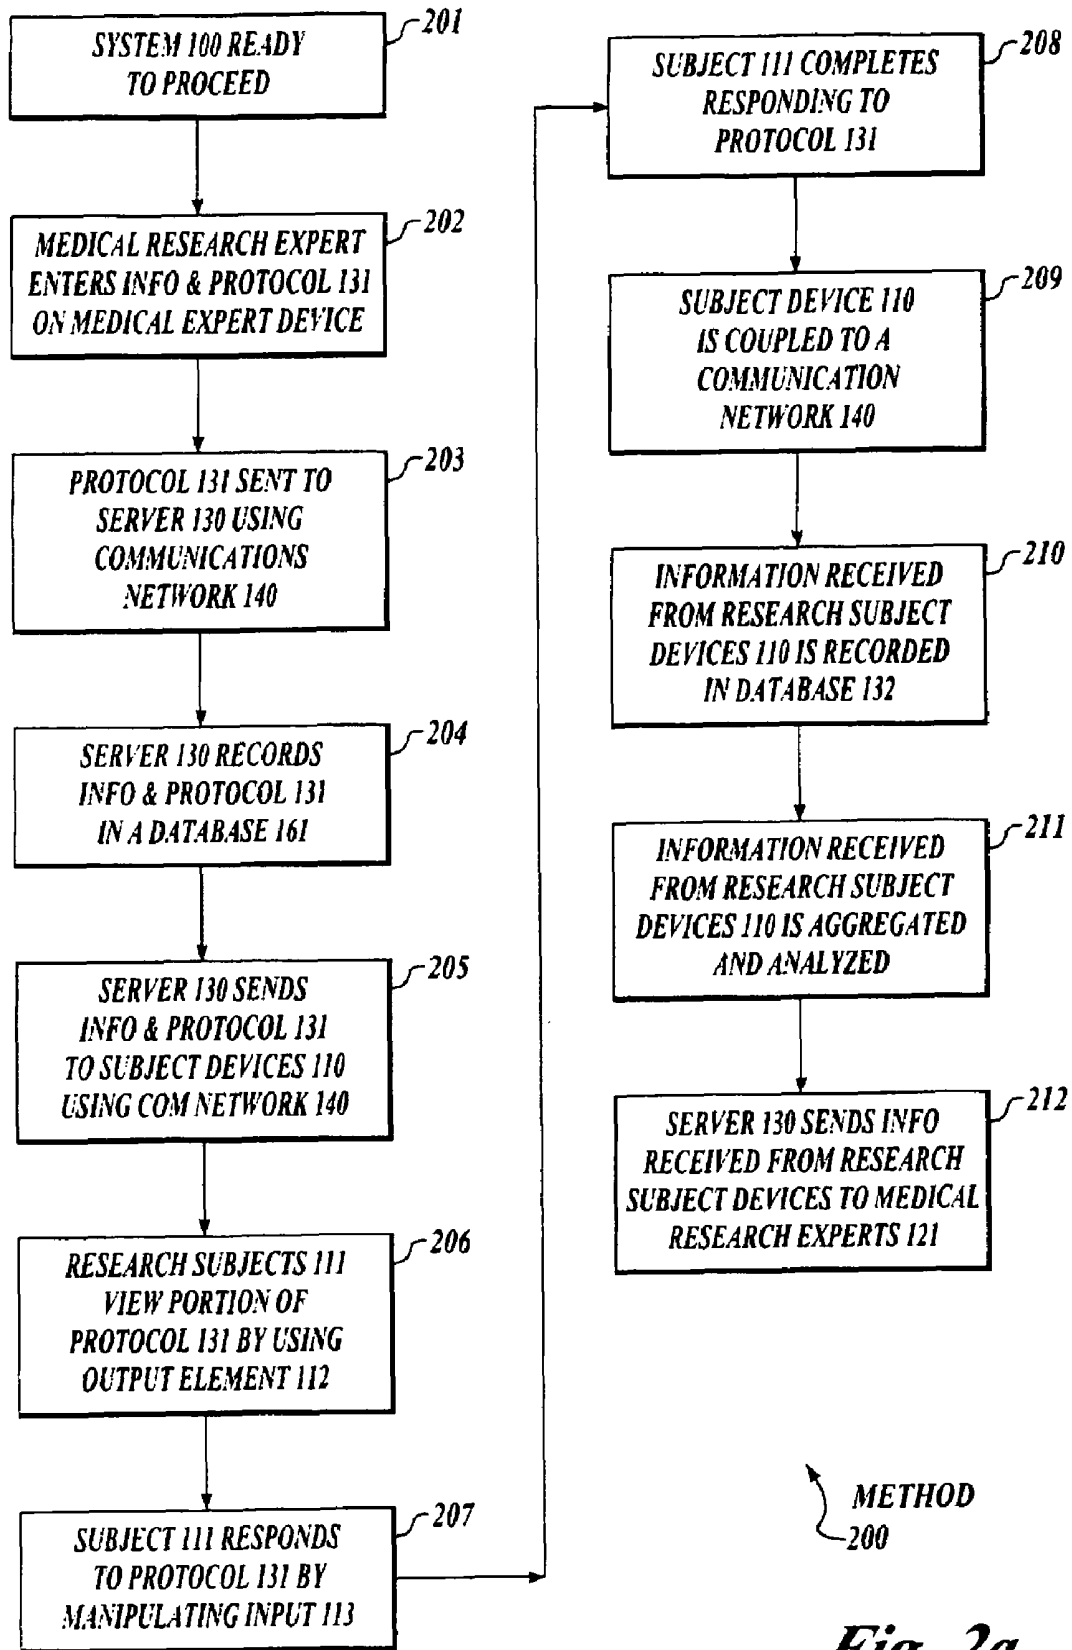 201
SYSTEM 100 READY
TO PROCEED
202
MEDICAL RESEARCH EXPERT
ENTERS INFO & PROTOCOL 131
ON MEDICAL EXPERT DEVICE
203
PROTOCOL 131 SENT TO
SERVER 130 USING
COMMUNICATIONS
NETWORK 140
204
SERVER 130 RECORDS
INFO & PROTOCOL 131
IN A DATABASE 161
205
SERVER 130 SENDS
INFO & PROTOCOL 131
TO SUBJECT DEVICES 110
USING COM NETWORK 140
206
RESEARCH SUBJECTS 111
VIEW PORTION OF
PROTOCOL 131 BY USING
OUTPUT ELEMENT 112
207
SUBJECT 111 RESPONDS
TO PROTOCOL 131 BY
MANIPULATING INPUT 113
208
SUBJECT 111 COMPLETES
RESPONDING TO
PROTOCOL 131
209
SUBJECT DEVICE 110
IS COUPLED TO A
COMMUNICATION
NETWORK 140
210
INFORMATION RECEIVED
FROM RESEARCH SUBJECT
DEVICES 110 IS RECORDED
IN DATABASE 132
211
INFORMATION RECEIVED
FROM RESEARCH SUBJECT
DEVICES 110 IS AGGREGATED
AND ANALYZED
212
SERVER 130 SENDS INFO
RECEIVED FROM RESEARCH
SUBJECT DEVICES TO MEDICAL
RESEARCH EXPERTS 121
METHOD
200
Fig. 2a